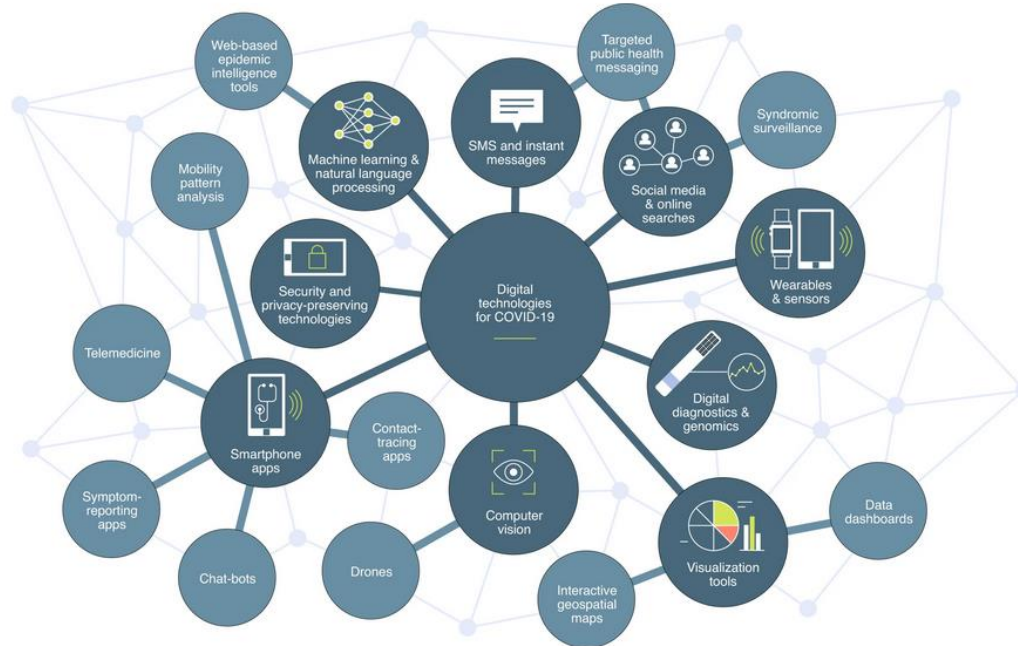 Web-based
epidemic
intelligence
tools
Targeted
public health
messaging
Machine learning &
natural language
processing
SMS and instant
messages
Syndromic
surveillance
Mobility
pattern
analysis
Social media
& online
searches
Security and
privacy-preserving
technologies
Digital
technologies
for COVID-19
Wearables
& sensors
Telemedicine
Digital
diagnostics &
genomics
Smartphone
apps
Contact-
tracing
apps
Symptom-
reporting
apps
Computer
vision
Data
dashboards
Chat-bots
Drones
Interactive
geospatial
maps
Visualization
tools